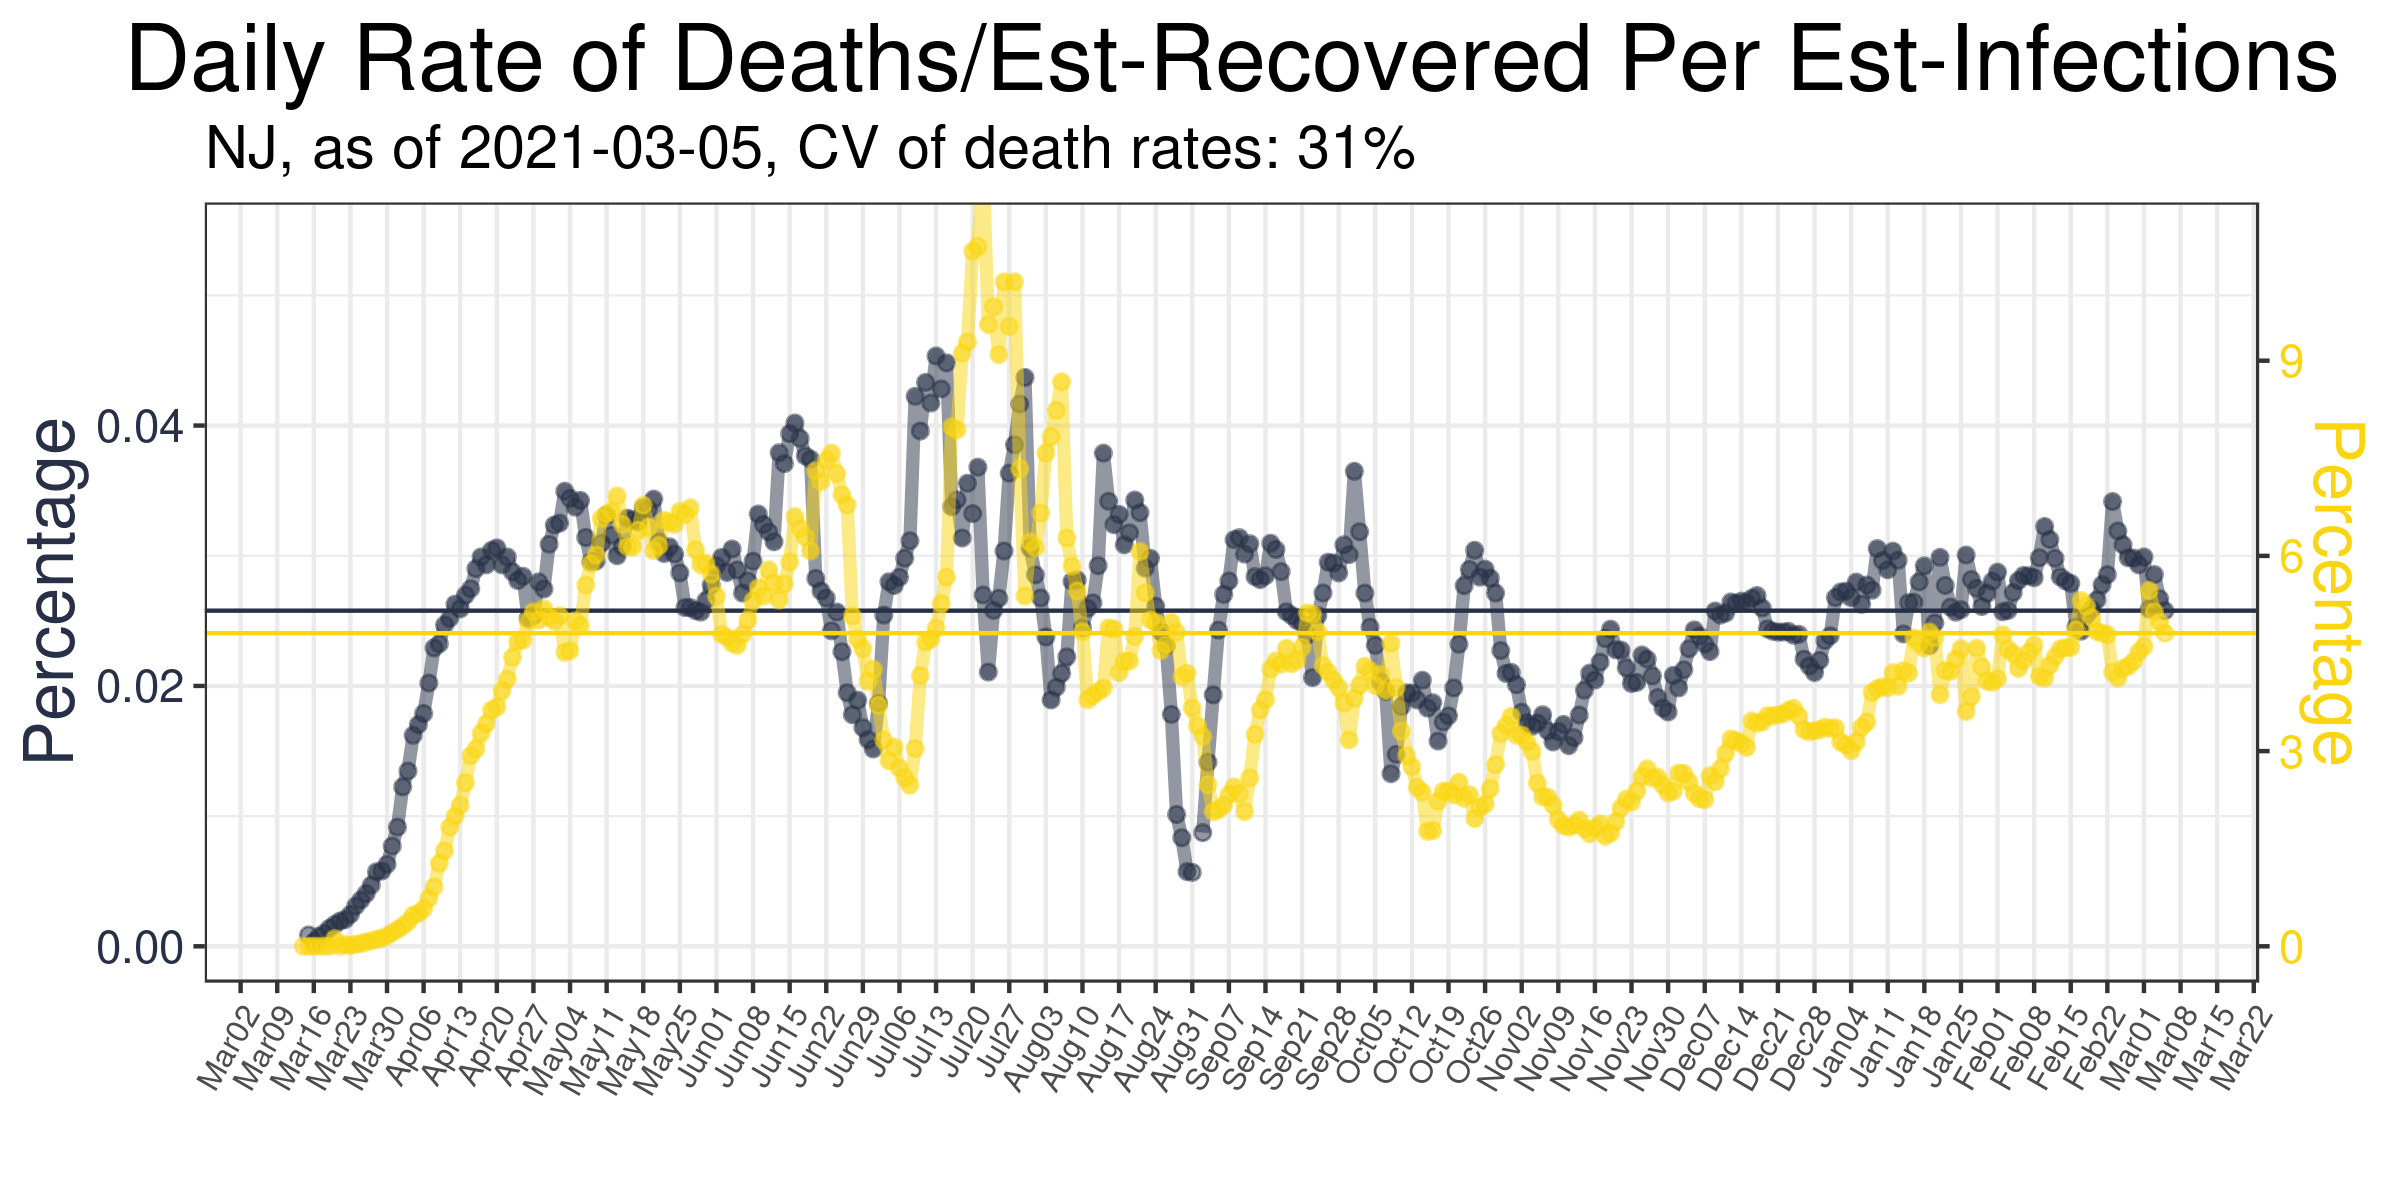 Daily Rate of Deaths/Est-Recovered Per Est-Infections
NJ, as of 2021-03-05, CV of death rates: 31%
Percentage
0.04
0.02
0.00
9
6
3
0
Percentage
Mar02
Mar09
Mar16
Mar23
Mar30
Apr06
Apr13
Apr20
Apr27
May04
May11
May18
May25
Jun01
Jun08
Jun15
Jun22
Jun29
Jul06
Jul13
Jul20
Jul27
Aug03
Aug10
Aug17
Aug24
Aug31
Sep07
Sep14
Sep21
Sep28
Oct05
Oct12
Oct19
Oct26
Nov02
Nov09
Nov16
Nov23
Nov30
Dec07
Dec14
Dec21
Dec28
Jan04
Jan11
Jan18
Jan25
Feb01
Feb08
Feb15
Feb22
Mar01
Mar08
Mar15
Mar22